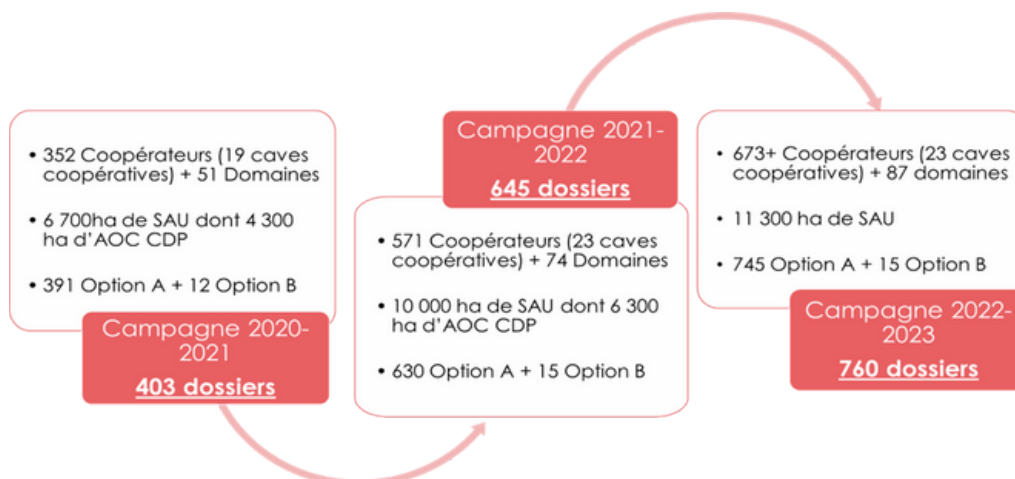 • 352 Coopérateurs (19 caves
coopératives) + 51 Domaines
• 6 700ha de SAU dont 4 300
ha d'AOC CDP
• 391 Option A + 12 Option B
Campagne 2020-
2021
403 dossiers
Campagne 2021-
2022
645 dossiers
• 571 Coopérateurs (23 caves
coopératives) + 74 Domaines
• 10 000 ha de SAU dont 6 300
ha d'AOC CDP
• 630 Option A + 15 Option B
• 673+ Coopérateurs (23 caves
coopératives) + 87 domaines
• 11 300 ha de SAU
• 745 Option A + 15 Option B
Campagne 2022-
2023
760 dossiers